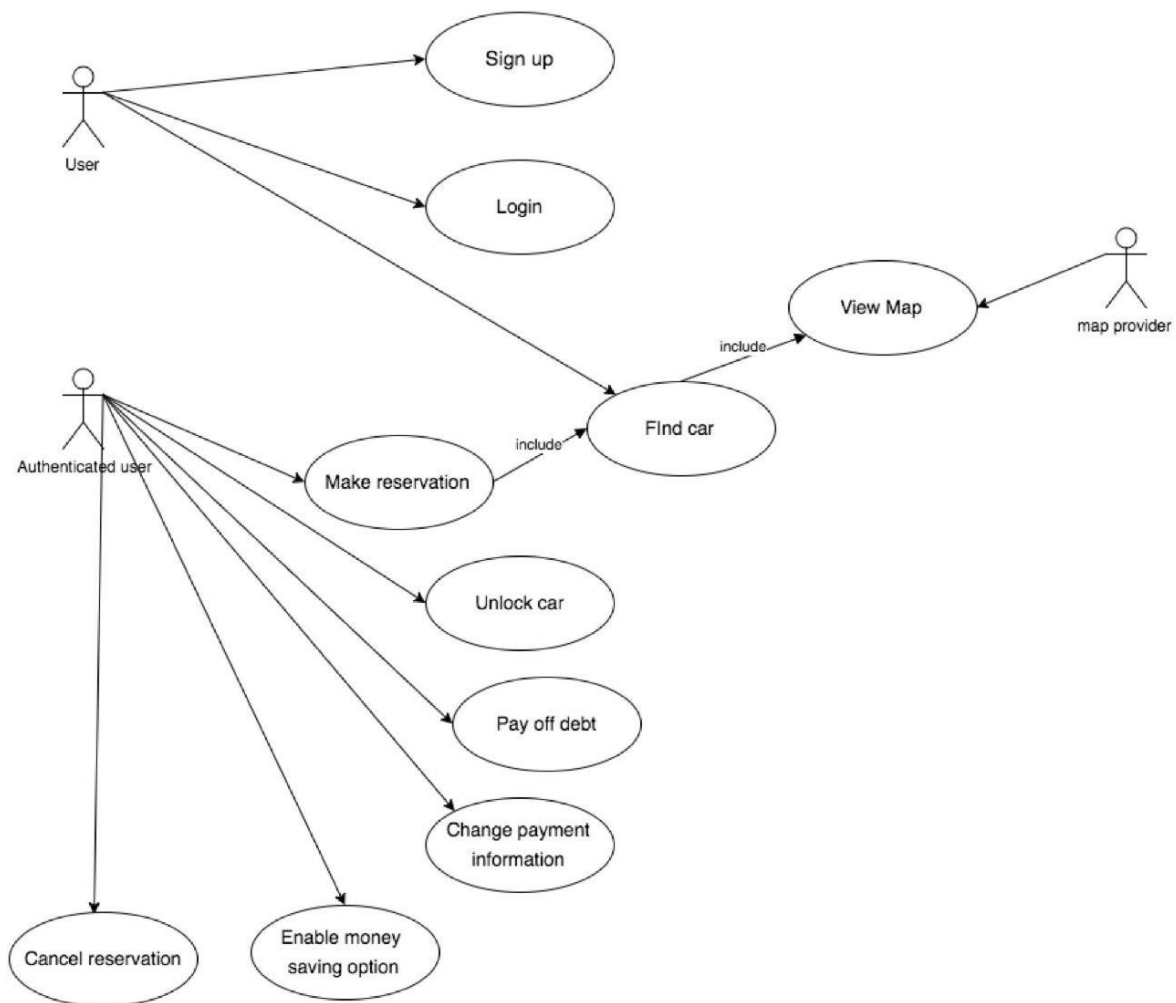 Sign up
User
Login
View Map
map provider
include
FInd car
Authenticated user
include
Make reservation
Unlock car
Pay off debt
Change payment
information
Cancel reservation
Enable money
saving option